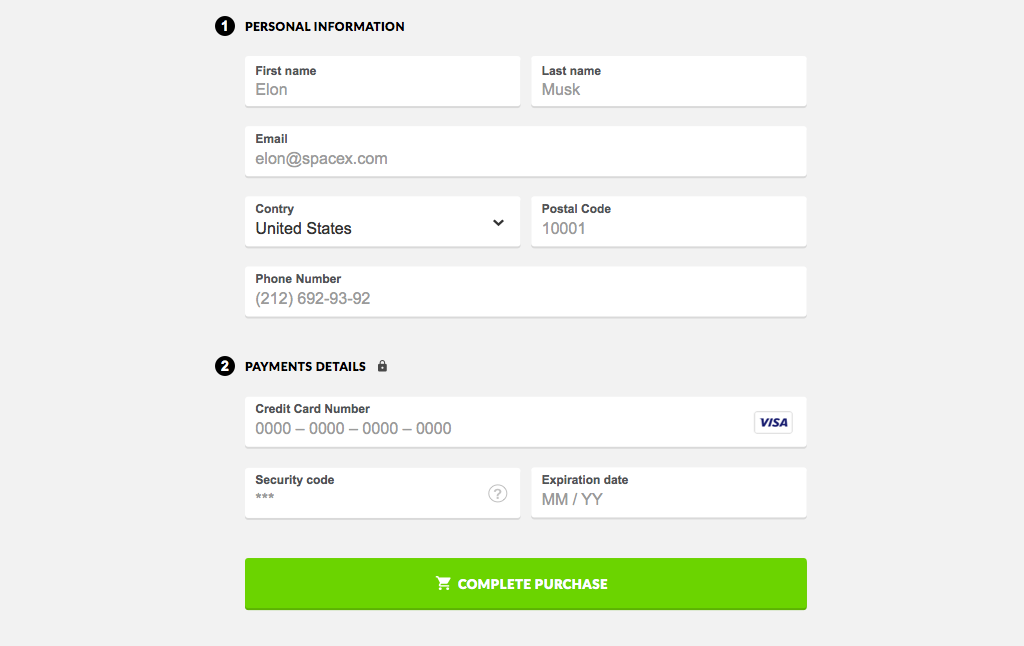 1 PERSONAL INFORMATION
First name Last name
Elon Musk
Email
elon@spacex.com
Contry Postal Code
United States 10001
Phone Number
(212) 692-93-92
2 PAYMENTS DETAILS
Credit Card Number
0000 – 0000 – 0000 – 0000 VISA
Security code Expiration date
*** ? MM / YY
COMPLETE PURCHASE